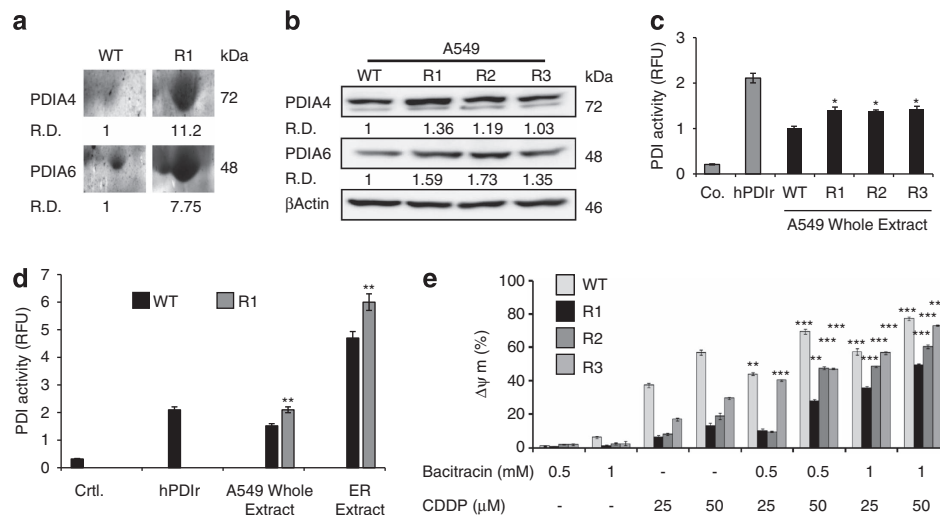 a
WT R1 kDa
PDIA4 72
R.D. 1 11.2
PDIA6 48
R.D. 1 7.75
b
A549
WT R1 R2 R3 kDa
PDIA4 72
R.D. 1 1.36 1.19 1.03
PDIA6 48
R.D. 1 1.59 1.73 1.35
βActin 46
c
PDI activity (RFU)
3
2
1
0
* * *
Co. hPDIr WT R1 R2 R3
A549 Whole Extract
d
PDI activity (RFU)
7
6
5
4
3
2
1
0
WT R1
** **
Crtl. hPDIr A549 Whole Extract ER Extract
e
Δψ m (%)
100
80
60
40
20
0
WT
R1
R2
R3
** *** *** ** *** *** *** *** *** *** *** *** *** **
Bacitracin (mM) 0.5 1 - - 0.5 0.5 1 1
CDDP (μM) - - 25 50 25 50 25 50